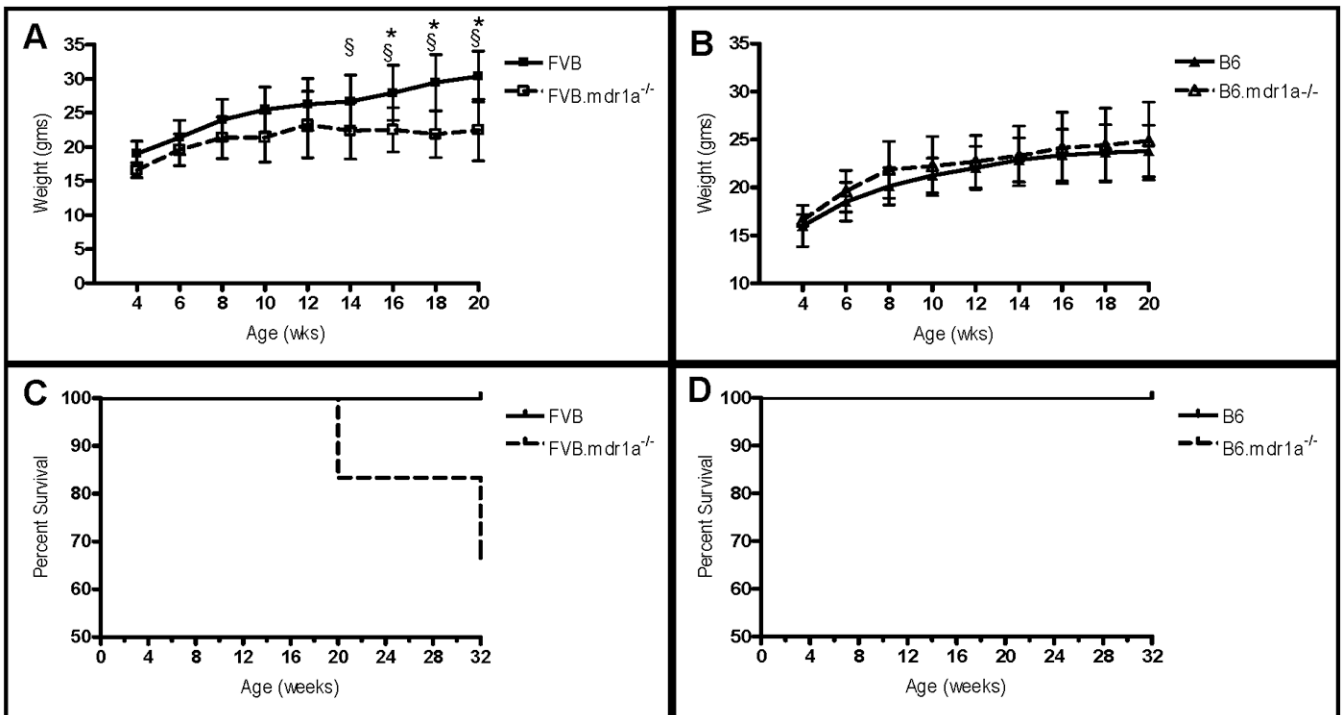 A
* * *
§ § § §
35
30
25
20
15
10
5
0
Weight (gms)
4 6 8 10 12 14 16 18 20
Age (wks)
FVB
FVB.mdr1a-/-
B
35
30
25
20
15
10
Weight (gms)
4 6 8 10 12 14 16 18 20
Age (wks)
B6
B6.mdr1a-/-
C
100
90
80
70
60
50
Percent Survival
0 4 8 12 16 20 24 28 32
Age (weeks)
FVB
FVB.mdr1a-/-
D
100
90
80
70
60
50
Percent Survival
0 4 8 12 16 20 24 28 32
Age (weeks)
B6
B6.mdr1a-/-